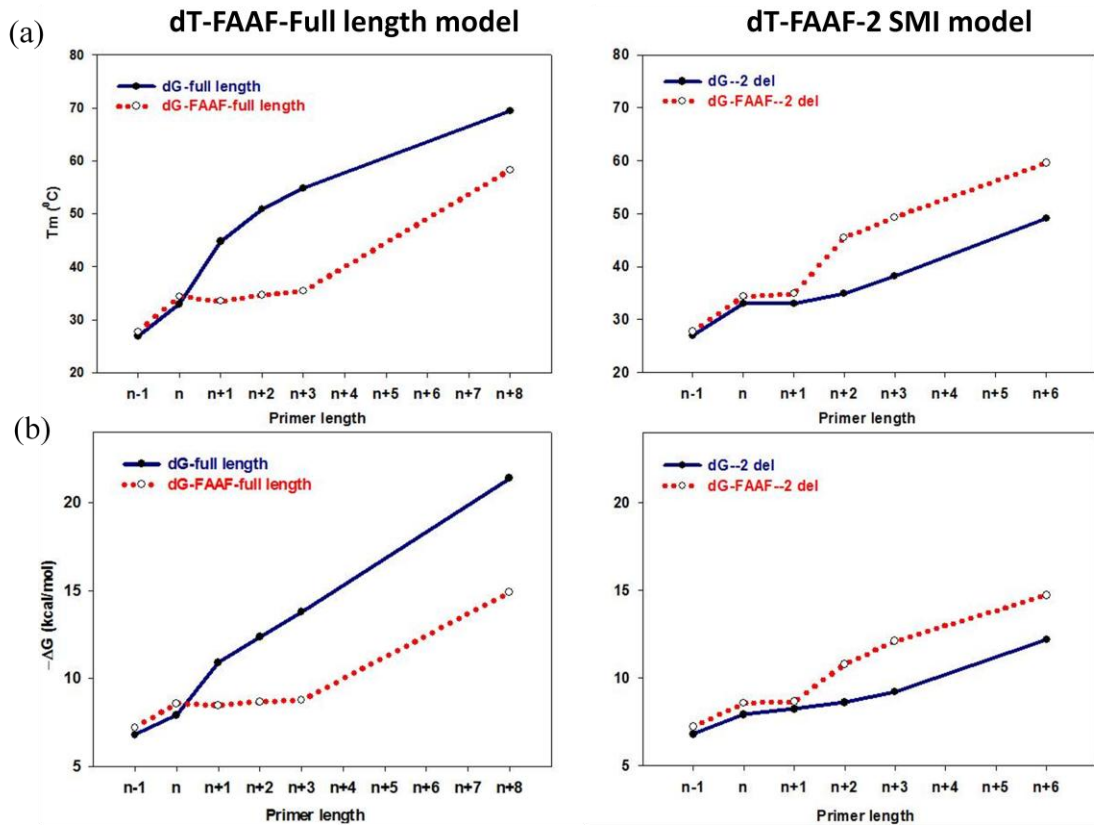 dT-FAAF-Full length model
dT-FAAF-2 SMI model
(a)
80
70
60
50
40
30
20
Tm (⁰C)
dG-full length
dG-FAAF-full length
n-1 n n+1 n+2 n+3 n+4 n+5 n+6 n+7 n+8
Primer length
80
70
60
50
40
30
20
dG--2 del
dG-FAAF--2 del
n-1 n n+1 n+2 n+3 n+4 n+5 n+6
Primer length
(b)
20
15
10
5
−ΔG (kcal/mol)
dG-full length
dG-FAAF-full length
n-1 n n+1 n+2 n+3 n+4 n+5 n+6 n+7 n+8
Primer length
20
15
10
5
dG--2 del
dG-FAAF--2 del
n-1 n n+1 n+2 n+3 n+4 n+5 n+6
Primer length